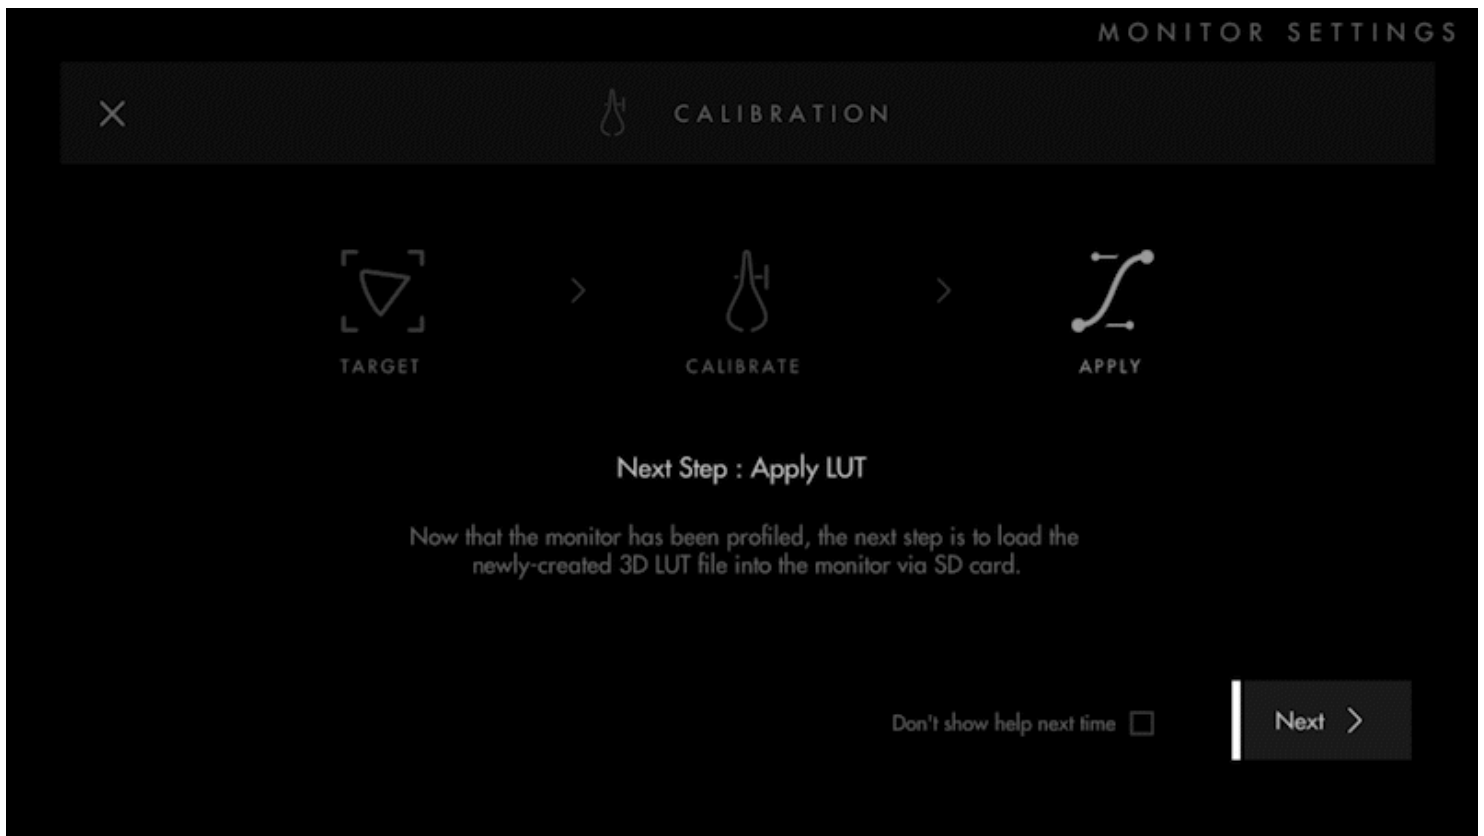 MONITOR SETTINGS
CALIBRATION
TARGET
CALIBRATE
APPLY
Next Step : Apply LUT
Now that the monitor has been profiled, the next step is to load the
newly-created 3D LUT file into the monitor via SD card.
Don't show help next time
Next